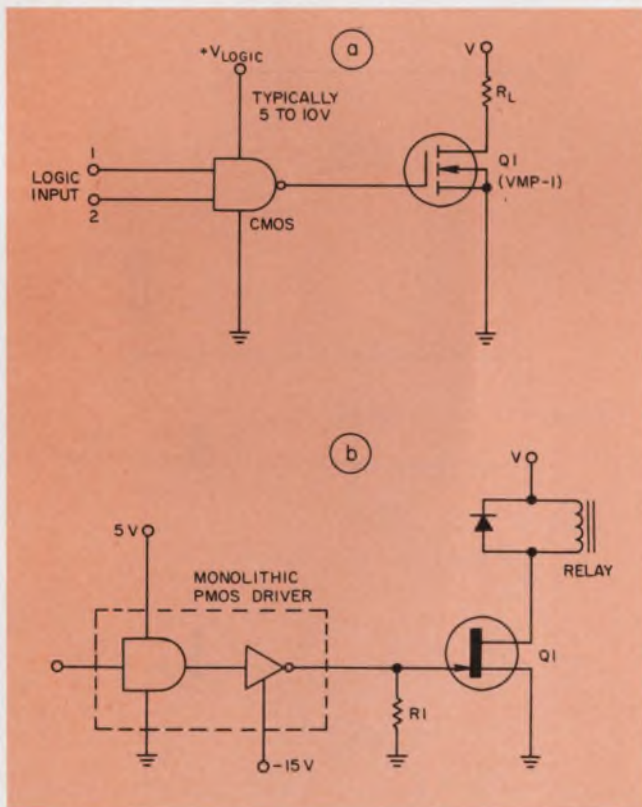 a
+VLOGIC
TYPICALLY
5 TO 10V
V
RL
1
LOGIC
INPUT
2
CMOS
Q1
(VMP-1)
b
V
5V
MONOLITHIC
PMOS DRIVER
RELAY
Q1
R1
-15V